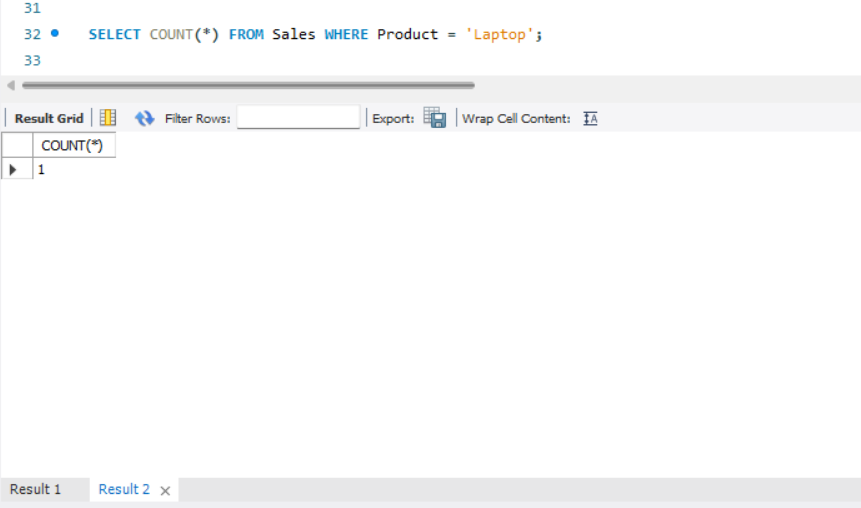 31
32 SELECT COUNT(*) FROM Sales WHERE Product = 'Laptop';
33
Result Grid Filter Rows: Export: Wrap Cell Content: IA
COUNT(*)
1
Result 1 Result 2 ×